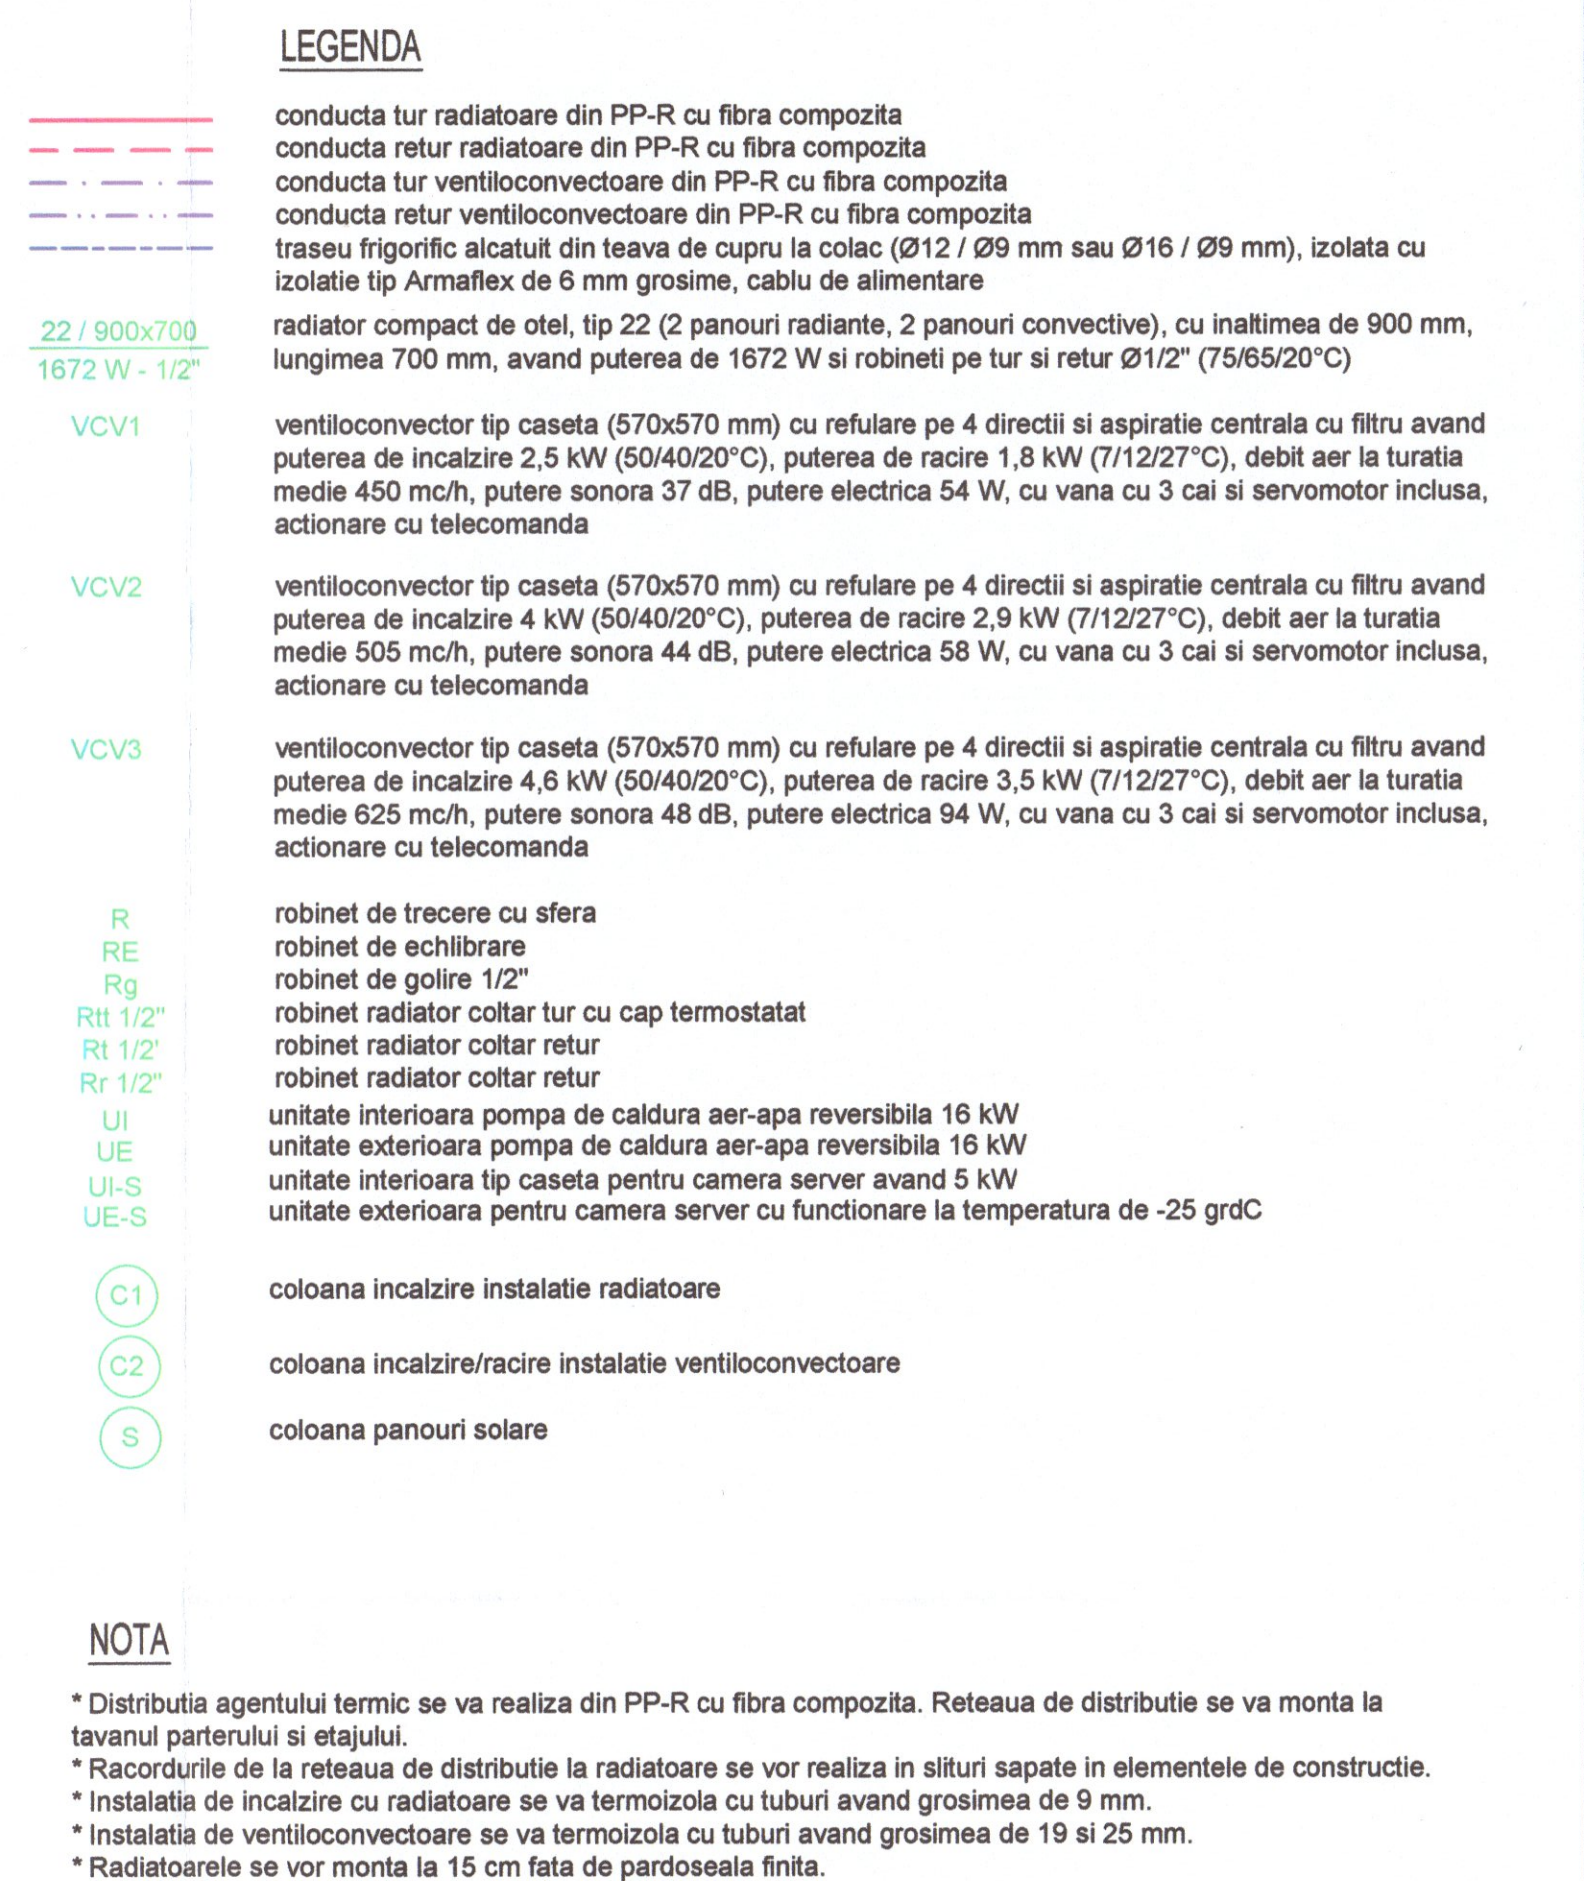 LEGENDA
conducta tur radiatoare din PP-R cu fibra compozita
conducta retur radiatoare din PP-R cu fibra compozita
conducta tur ventiloconvectoare din PP-R cu fibra compozita
conducta retur ventiloconvectoare din PP-R cu fibra compozita
traseu frigorific alcatuit din teava de cupru la colac (Ø12 / Ø9 mm sau Ø16 / Ø9 mm), izolata cu
izolatie tip Armaflex de 6 mm grosime, cablu de alimentare
22 / 900x700 radiator compact de otel, tip 22 (2 panouri radiante, 2 panouri convective), cu inaltimea de 900 mm,
1672 W - 1/2" lungimea 700 mm, avand puterea de 1672 W si robineti pe tur si retur Ø1/2" (75/65/20°C)
VCV1 ventiloconvector tip caseta (570x570 mm) cu refulare pe 4 directii si aspiratie centrala cu filtru avand
puterea de incalzire 2,5 kW (50/40/20°C), puterea de racire 1,8 kW (7/12/27°C), debit aer la turatia
medie 450 mc/h, putere sonora 37 dB, putere electrica 54 W, cu vana cu 3 cai si servomotor inclusa,
actionare cu telecomanda
VCV2 ventiloconvector tip caseta (570x570 mm) cu refulare pe 4 directii si aspiratie centrala cu filtru avand
puterea de incalzire 4 kW (50/40/20°C), puterea de racire 2,9 kW (7/12/27°C), debit aer la turatia
medie 505 mc/h, putere sonora 44 dB, putere electrica 58 W, cu vana cu 3 cai si servomotor inclusa,
actionare cu telecomanda
VCV3 ventiloconvector tip caseta (570x570 mm) cu refulare pe 4 directii si aspiratie centrala cu filtru avand
puterea de incalzire 4,6 kW (50/40/20°C), puterea de racire 3,5 kW (7/12/27°C), debit aer la turatia
medie 625 mc/h, putere sonora 48 dB, putere electrica 94 W, cu vana cu 3 cai si servomotor inclusa,
actionare cu telecomanda
R robinet de trecere cu sfera
RE robinet de echlibrare
Rg robinet de golire 1/2"
Rtt 1/2" robinet radiator coltar tur cu cap termostatat
Rt 1/2' robinet radiator coltar retur
Rr 1/2" robinet radiator coltar retur
UI unitate interioara pompa de caldura aer-apa reversibila 16 kW
UE unitate exterioara pompa de caldura aer-apa reversibila 16 kW
UI-S unitate interioara tip caseta pentru camera server avand 5 kW
UE-S unitate exterioara pentru camera server cu functionare la temperatura de -25 grdC
C1 coloana incalzire instalatie radiatoare
C2 coloana incalzire/racire instalatie ventiloconvectoare
S coloana panouri solare
NOTA
* Distributia agentului termic se va realiza din PP-R cu fibra compozita. Reteaua de distributie se va monta la
tavanul parterului si etajului.
* Racordurile de la reteaua de distributie la radiatoare se vor realiza in slituri sapate in elementele de constructie.
* Instalatia de incalzire cu radiatoare se va termoizola cu tuburi avand grosimea de 9 mm.
* Instalatia de ventiloconvectoare se va termoizola cu tuburi avand grosimea de 19 si 25 mm.
* Radiatoarele se vor monta la 15 cm fata de pardoseala finita.